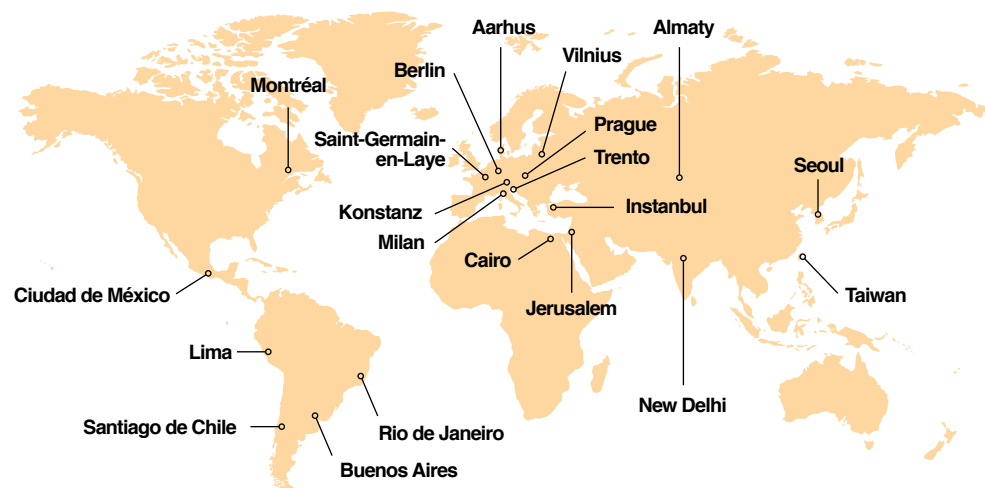 Aarhus
Almaty
Vilnius
Berlin
Montréal
Prague
Saint-Germain-
en-Laye
Trento
Seoul
Konstanz
Instanbul
Milan
Cairo
Ciudad de México
Taiwan
Jerusalem
Lima
New Delhi
Santiago de Chile
Rio de Janeiro
Buenos Aires